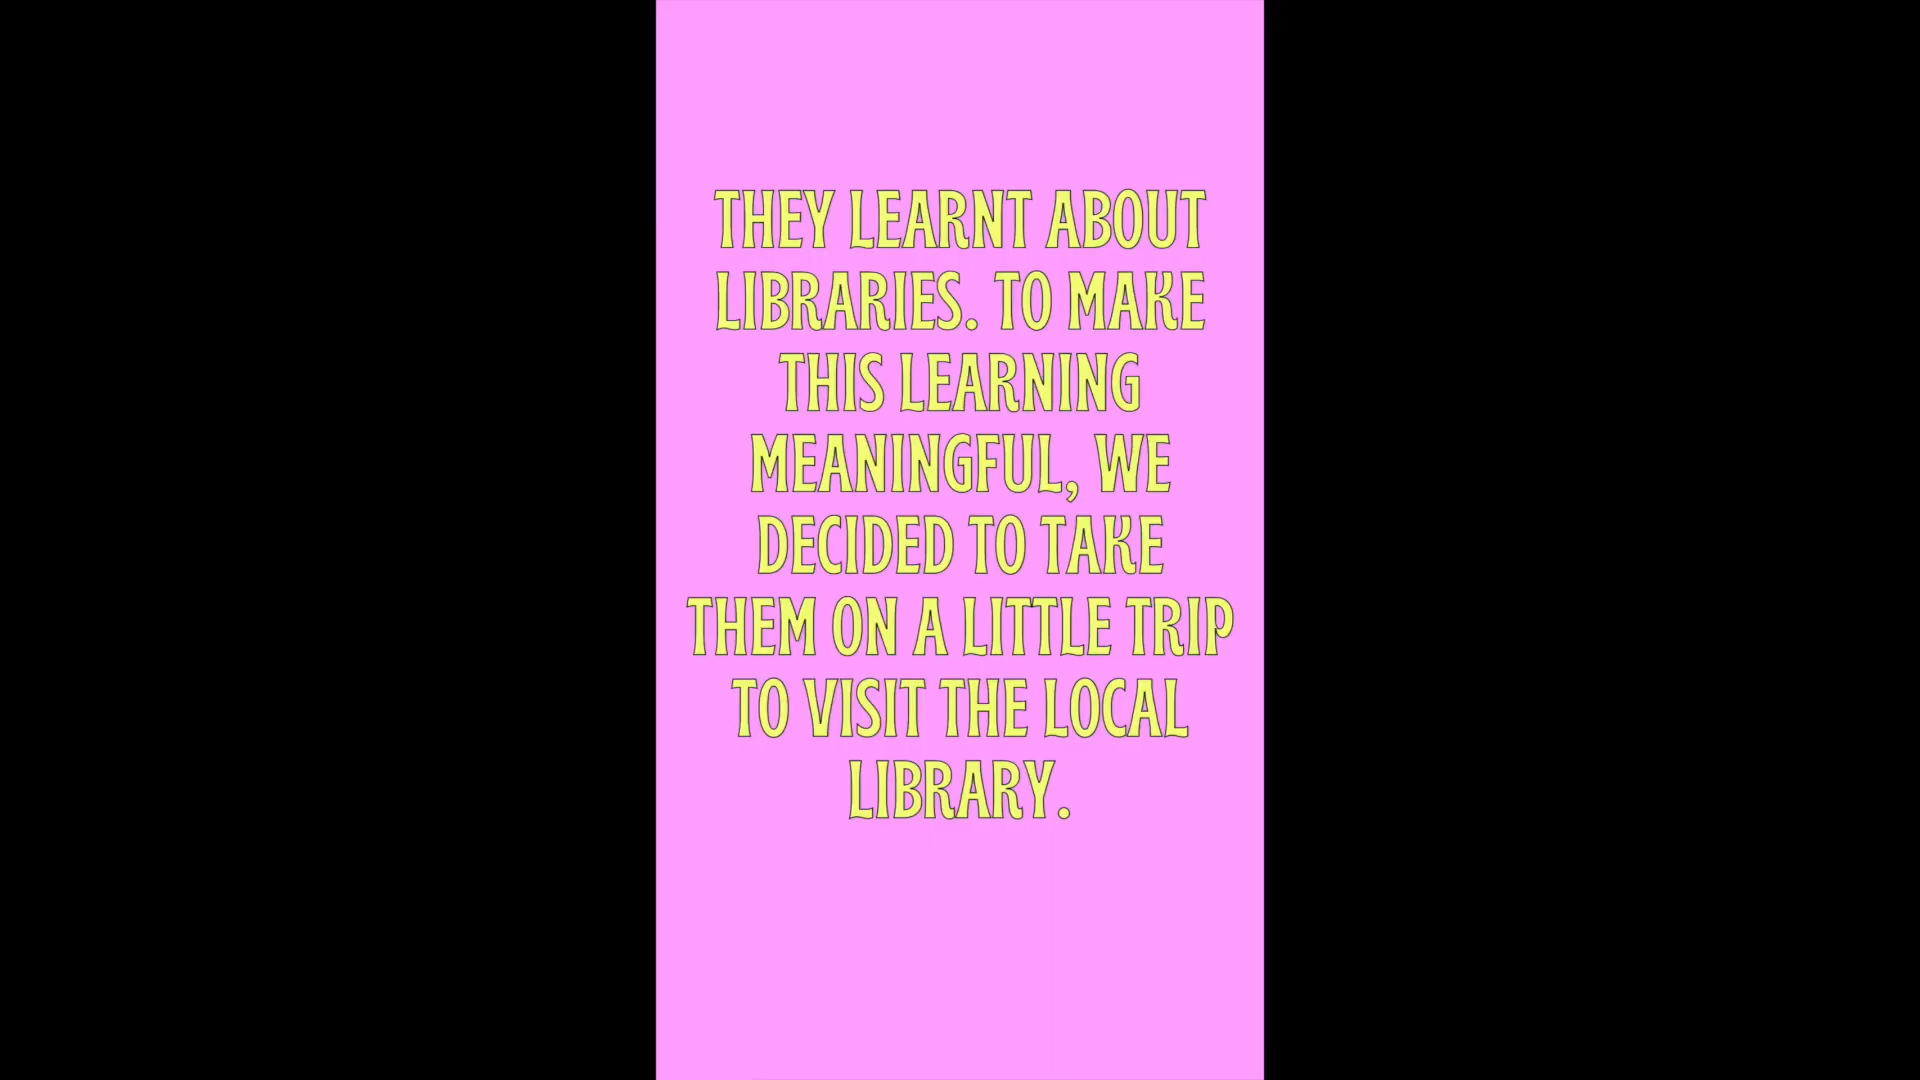 THEY LEARNT ABOUT
LIBRARIES. TO MAKE
THIS LEARNING
MEANINGFUL, WE
DECIDED TO TAKE
THEM ON A LITTLE TRIP
TO VISIT THE LOCAL
LIBRARY.